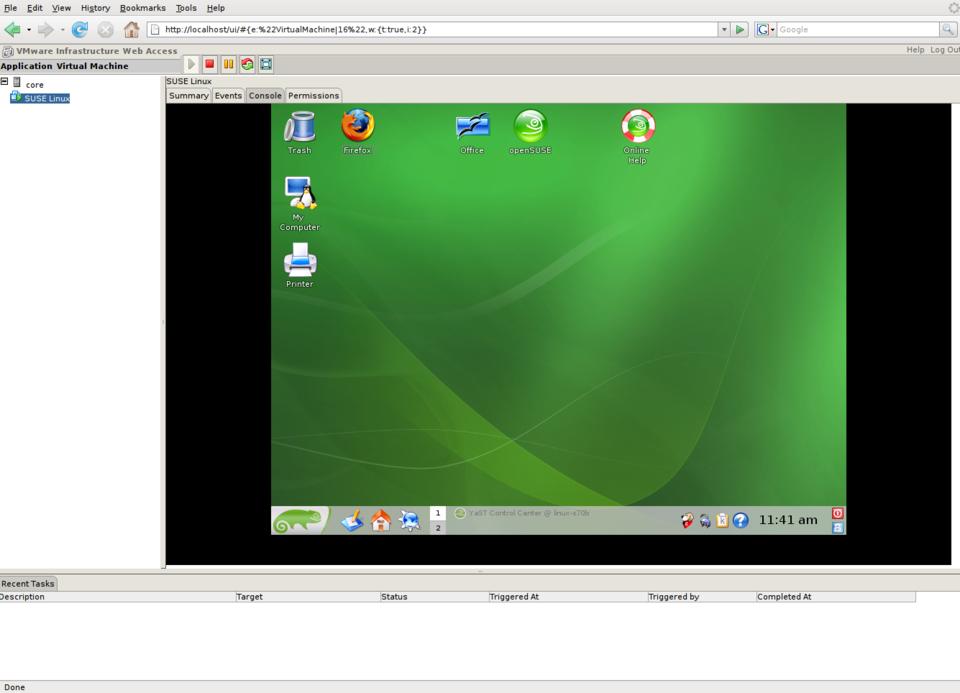 File Edit View History Bookmarks Tools Help
http://localhost/ui/#{e:%22VirtualMachine|16%22,w:{t:true,i:2}}
Google
VMware Infrastructure Web Access
Help Log Out
Application Virtual Machine
core
SUSE Linux
SUSE Linux
Summary Events Console Permissions
Trash Firefox Office openSUSE Online
Help
My
Computer
Printer
1
2
YaST Control Center @
11:41 am
Recent Tasks
Description Target Status Triggered At Triggered by Completed At
Done